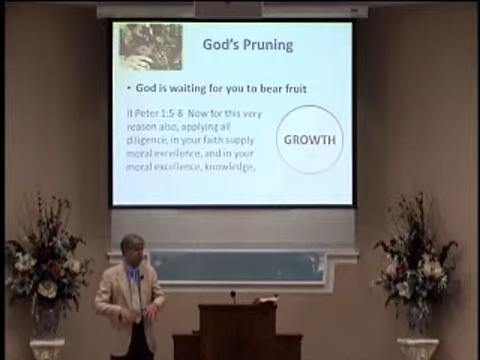 God's Pruning
• God is waiting for you to bear fruit
II Peter 1:5-8 Now for this very
reason also, applying all
diligence, in your faith supply
moral excellence, and in your
moral excellence, knowledge,
GROWTH